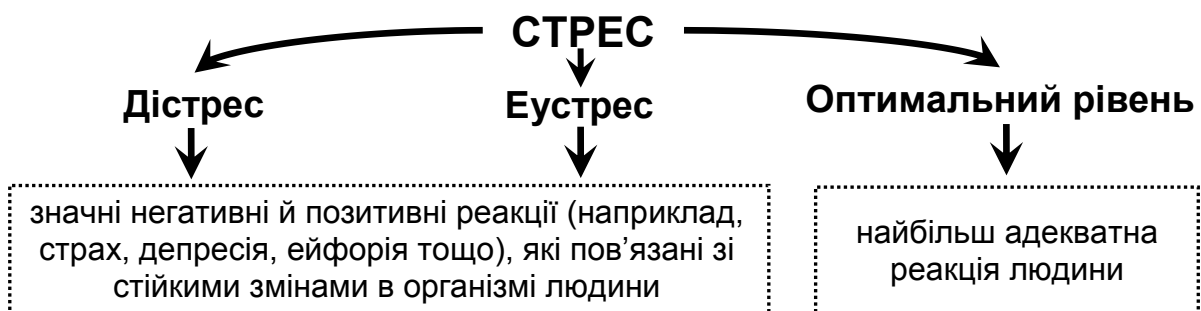 СТРЕС
Дістрес
Еустрес
Оптимальний рівень
значні негативні й позитивні реакції (наприклад,
страх, депресія, ейфорія тощо), які пов’язані зі
стійкими змінами в організмі людини
найбільш адекватна
реакція людини